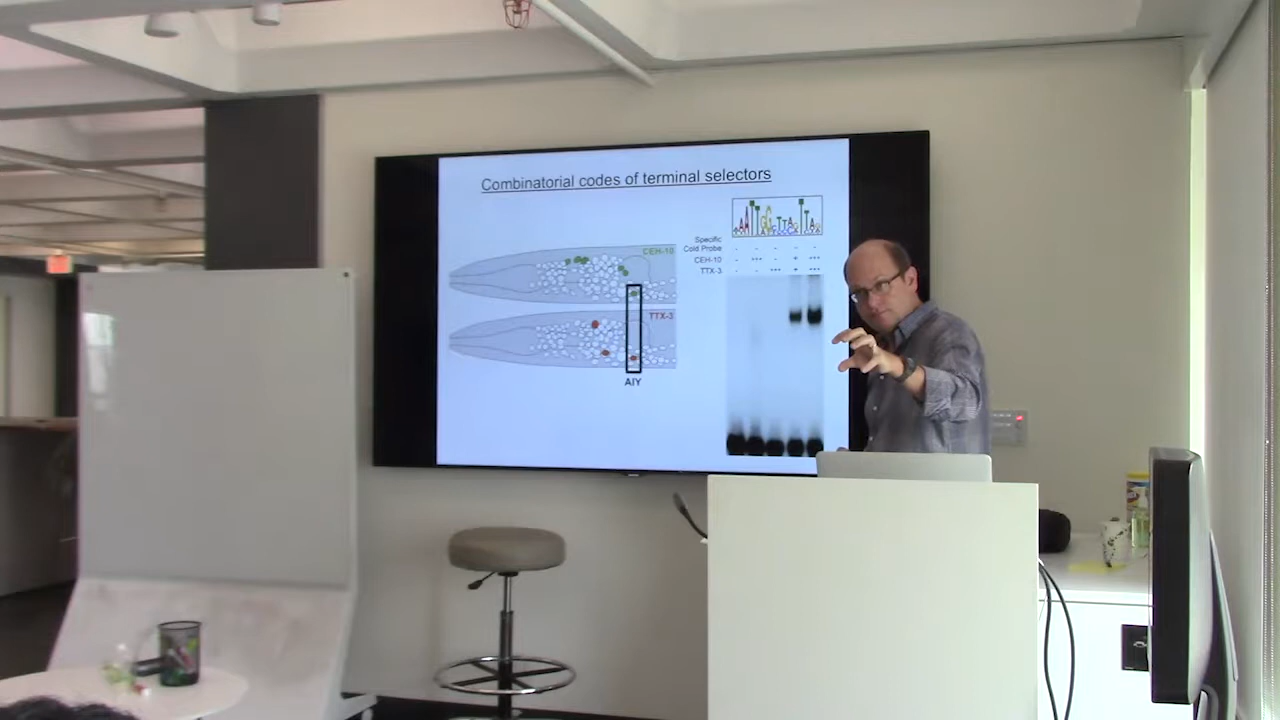 Combinatorial codes of terminal selectors
CEH-10
TTX-3
AIY
Specific
Cold Probe
CEH-10
TTX-3